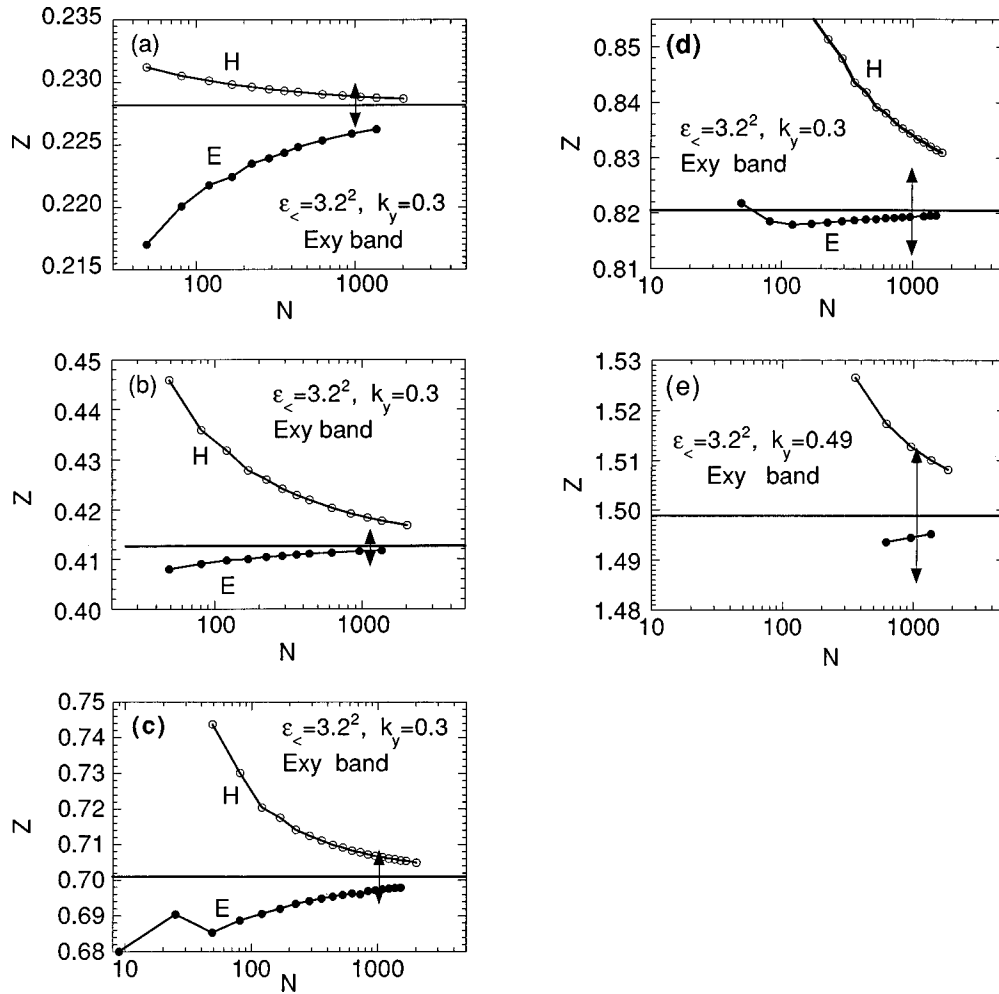 (a)
0.235
0.230
0.225
0.220
0.215
Z
H
E
ε<=3.2², ky=0.3
Exy band
100
1000
N
(b)
0.45
0.44
0.43
0.42
0.41
0.40
Z
ε<=3.2², ky=0.3
Exy band
H
E
100
1000
N
(c)
0.75
0.74
0.73
0.72
0.71
0.70
0.69
0.68
Z
ε<=3.2², ky=0.3
Exy band
H
E
10
100
1000
N
(d)
0.85
0.84
0.83
0.82
0.81
Z
H
ε<=3.2², ky=0.3
Exy band
E
10
100
1000
N
(e)
1.53
1.52
1.51
1.50
1.49
1.48
Z
ε<=3.2², ky=0.49
Exy band
10
100
1000
N